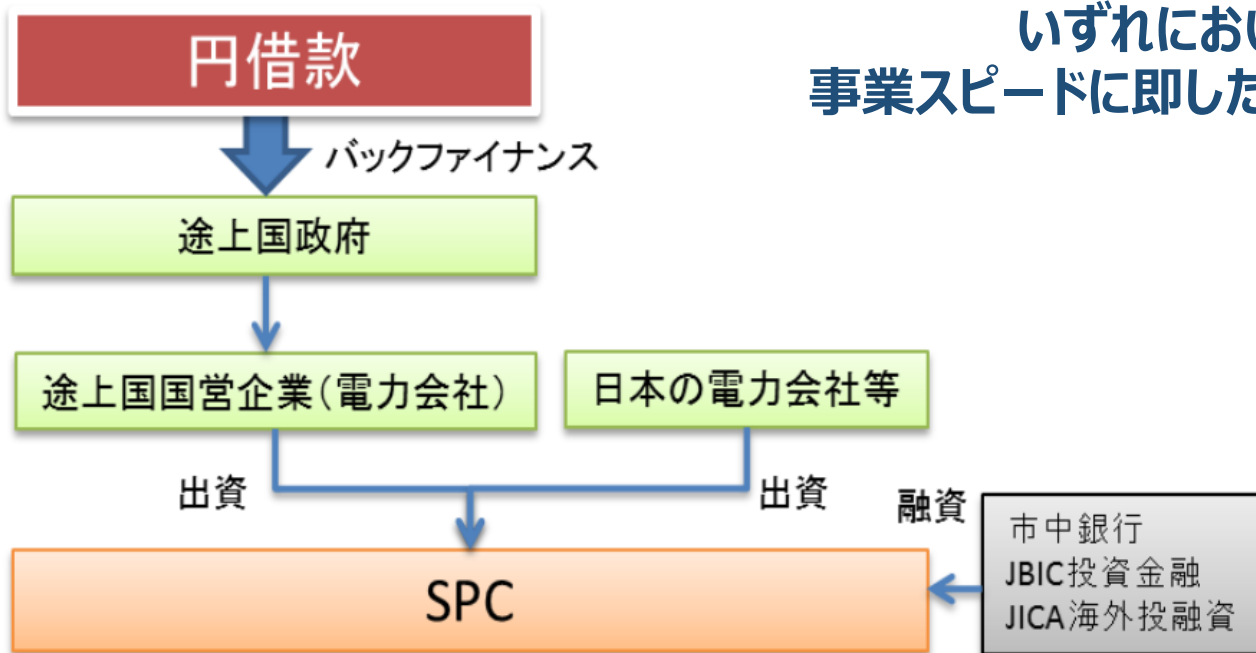 円借款
いずれにおい
事業スピードに即した
バックファイナンス
途上国政府
途上国国営企業(電力会社)
日本の電力会社等
出資
出資
融資
市中銀行
JBIC投資金融
JICA海外投融資
SPC